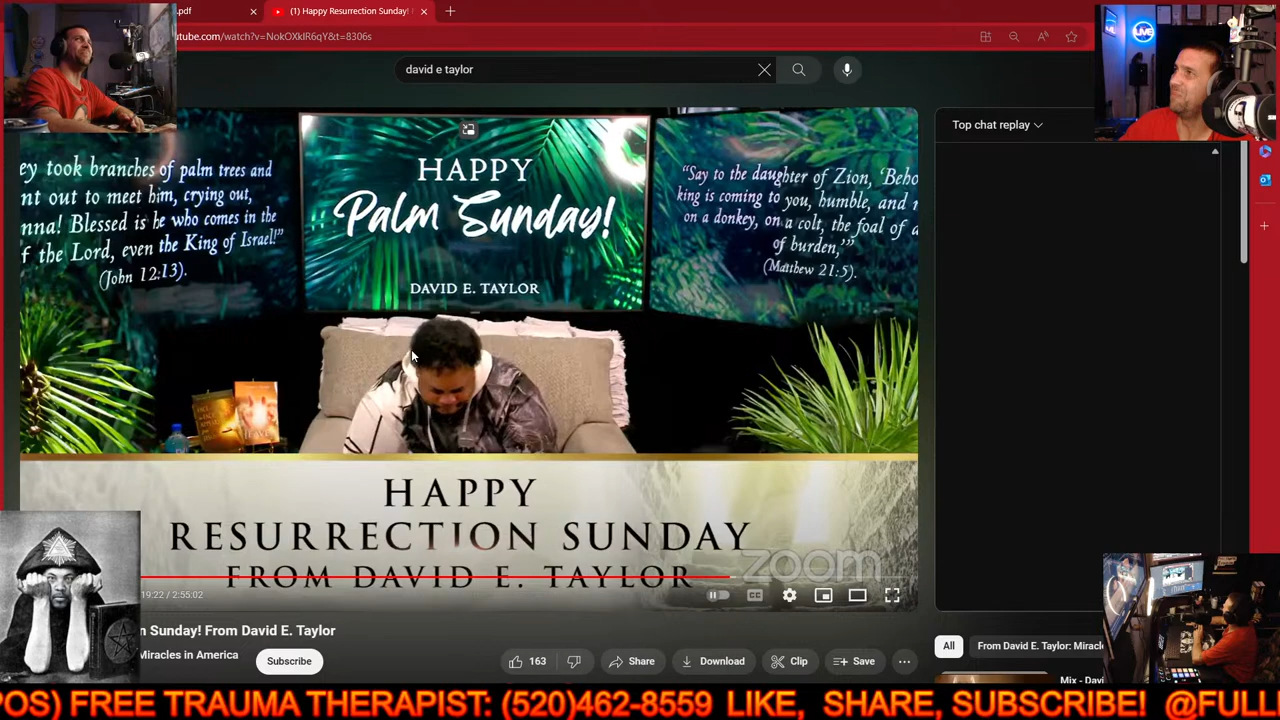 .pdf
(1) Happy Resurrection Sunday!
utube.com/watch?v=NokOXkIR6qY&t=8306s
david e taylor
LIVE
LIVE
Top chat replay
ey took branches of palm trees and
nt out to meet him, crying out,
nna! Blessed is he who comes in the
f the Lord, even the King of Israel!"
(John 12:13).
HAPPY
Palm Sunday!
DAVID E. TAYLOR
"Say to the daughter of Zion, 'Beho
king is coming to you, humble, and
on a donkey, on a colt, the foal of a
of burden,'"
(Matthew 21:5).
HAPPY
RESURRECTION SUNDAY
FROM DAVID E. TAYLOR
zoom
19:22 / 2:55:02
CC
n Sunday! From David E. Taylor
Miracles in America
Subscribe
163
Share
Download
Clip
Save
All
From David E. Taylor: Miracl
Mix - Davi
POS) FREE TRAUMA THERAPIST: (520)462-8559 LIKE, SHARE, SUBSCRIBE! @FULL